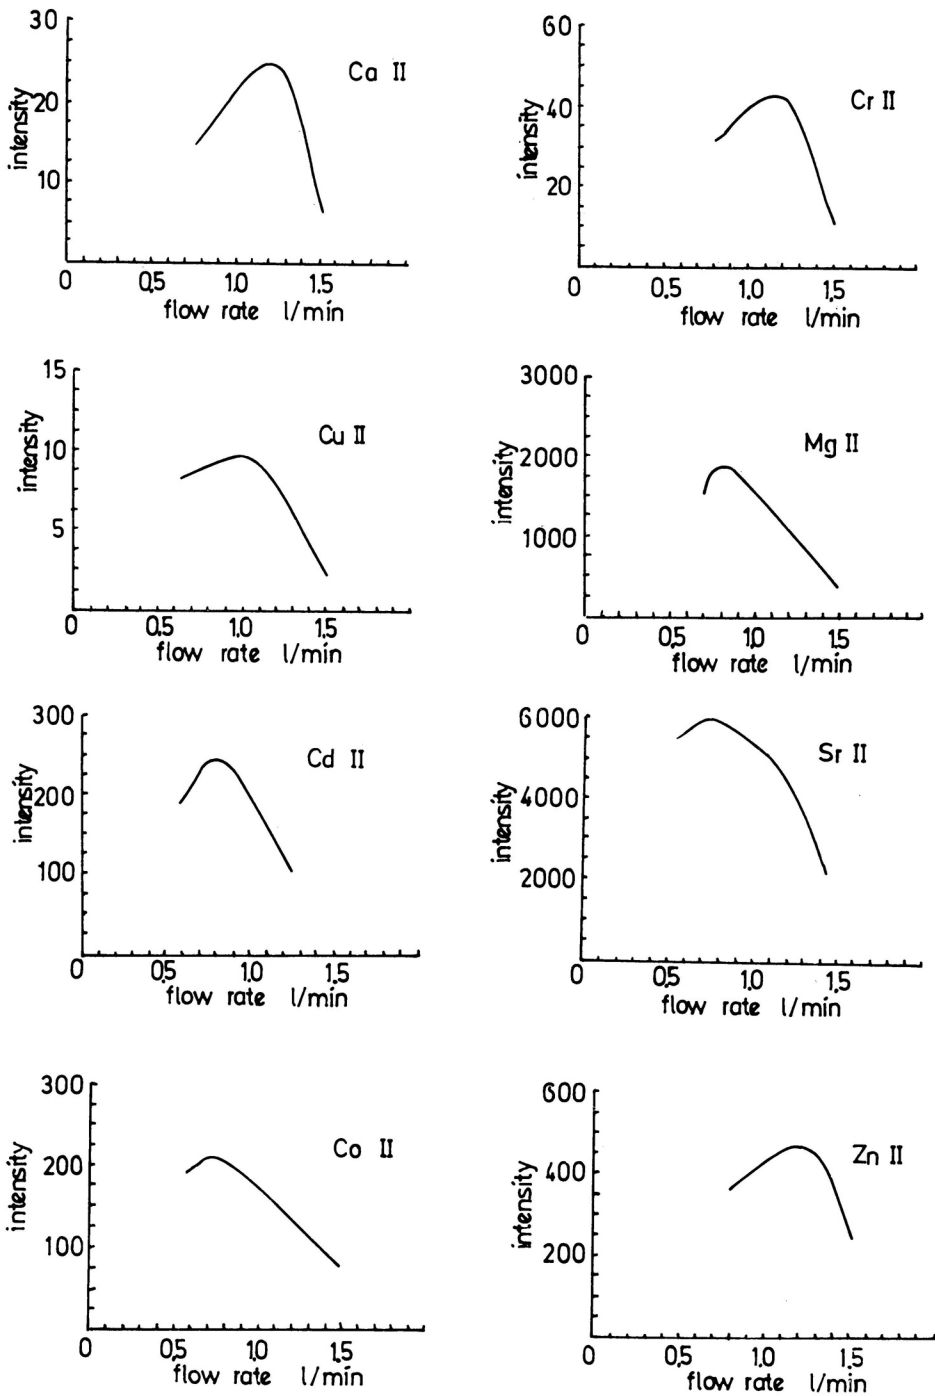 30
20
10
0
intensity
Ca II
0.5 1.0 1.5
flow rate l/min
60
40
20
0
intensity
Cr II
0.5 1.0 1.5
flow rate l/min
15
10
5
0
intensity
Cu II
0.5 1.0 1.5
flow rate l/min
3000
2000
1000
0
intensity
Mg II
0.5 1.0 1.5
flow rate l/min
300
200
100
0
intensity
Cd II
0.5 1.0 1.5
flow rate l/min
6000
4000
2000
0
intensity
Sr II
0.5 1.0 1.5
flow rate l/min
300
200
100
0
intensity
Co II
0.5 1.0 1.5
flow rate l/min
600
400
200
0
intensity
Zn II
0.5 1.0 1.5
flow rate l/min